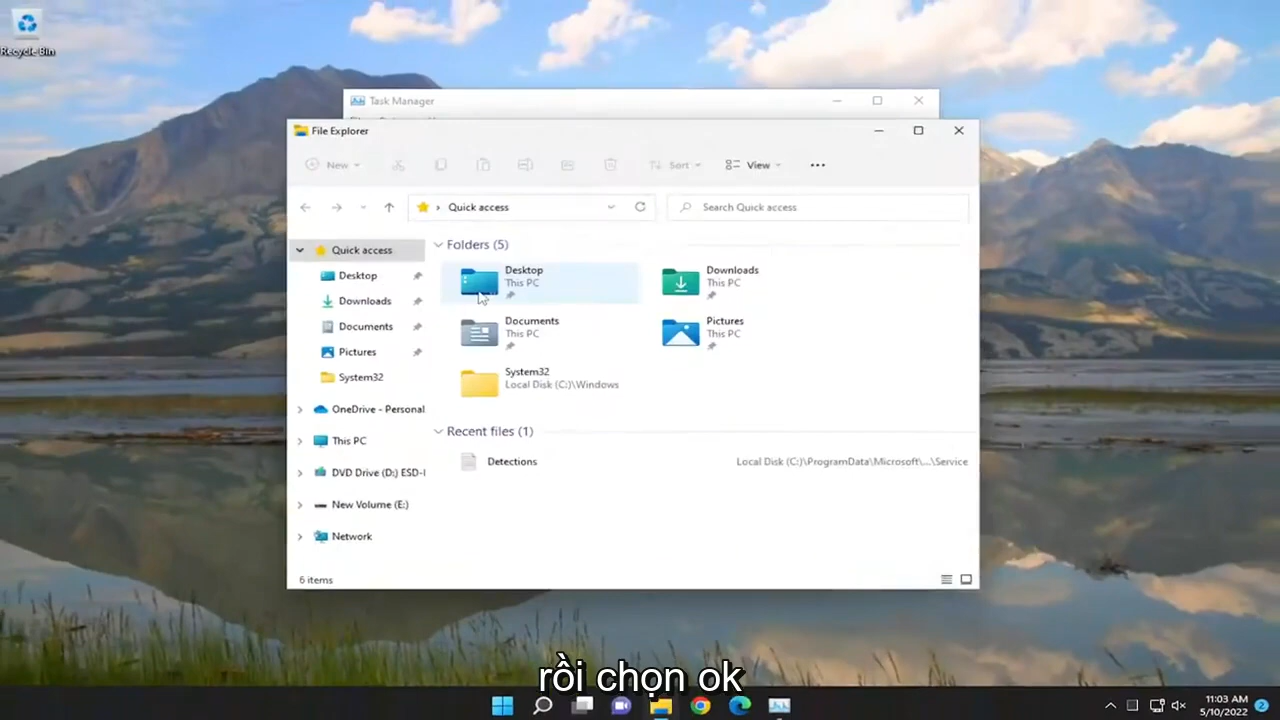 Recycle Bin
Task Manager
File Explorer
New
Sort
View
Quick access
Search Quick access
Quick access
Desktop
Downloads
Documents
Pictures
System32
OneDrive - Personal
This PC
DVD Drive (D:) ESD-I
New Volume (E:)
Network
Folders (5)
Desktop
This PC
Downloads
This PC
Documents
This PC
Pictures
This PC
System32
Local Disk (C:)\Windows
Recent files (1)
Detections
Local Disk (C:)\ProgramData\Microsoft\...\Service
6 items
rồi chọn ok
11:03 AM
5/10/2022
2